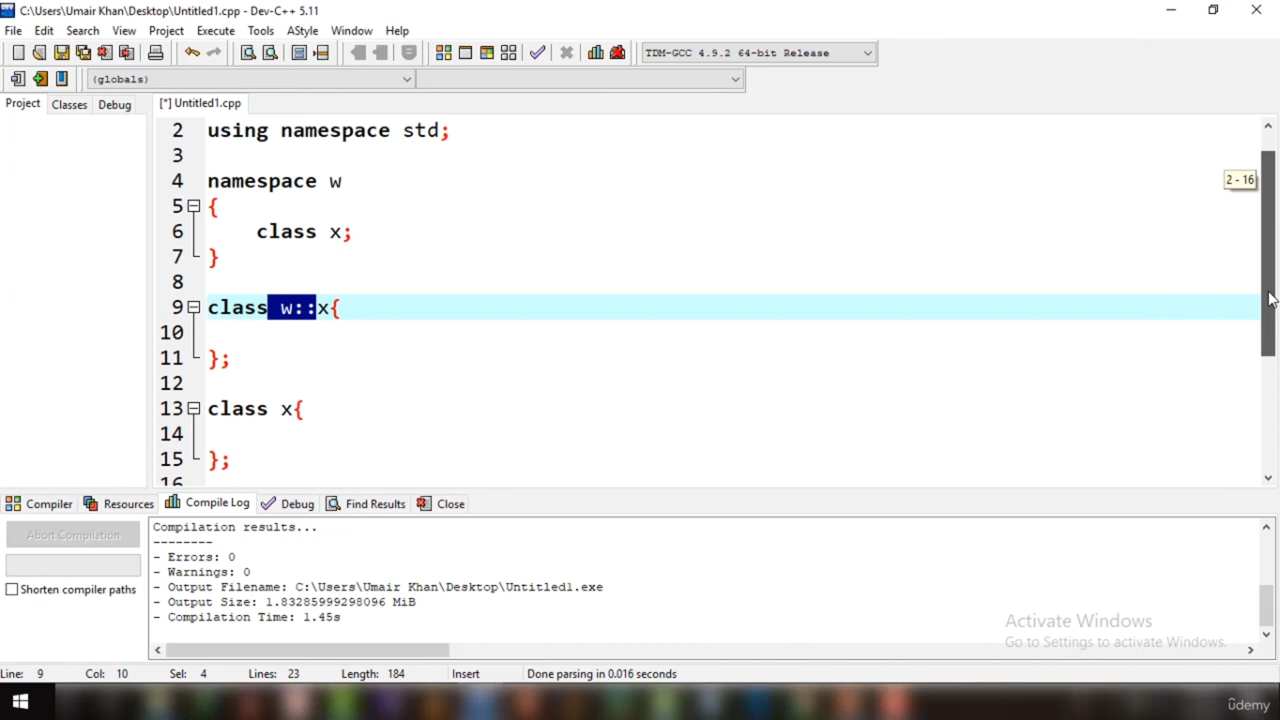 C:\Users\Umair Khan\Desktop\Untitled1.cpp - Dev-C++ 5.11
File Edit Search View Project Execute Tools AStyle Window Help
TDM-GCC 4.9.2 64-bit Release
(globals)
Project Classes Debug [*] Untitled1.cpp
2 using namespace std;
3
4 namespace w
5 {
6 class x;
7 }
8
9 class w::x{
10
11 };
12
13 class x{
14
15 };
16
2 - 16
Compiler Resources Compile Log Debug Find Results Close
Abort Compilation
Shorten compiler paths
Compilation results...
--------
- Errors: 0
- Warnings: 0
- Output Filename: C:\Users\Umair Khan\Desktop\Untitled1.exe
- Output Size: 1.83285999298096 MiB
- Compilation Time: 1.45s
Activate Windows
Go to Settings to activate Windows.
Line: 9 Col: 10 Sel: 4 Lines: 23 Length: 184 Insert Done parsing in 0.016 seconds
ûdemy